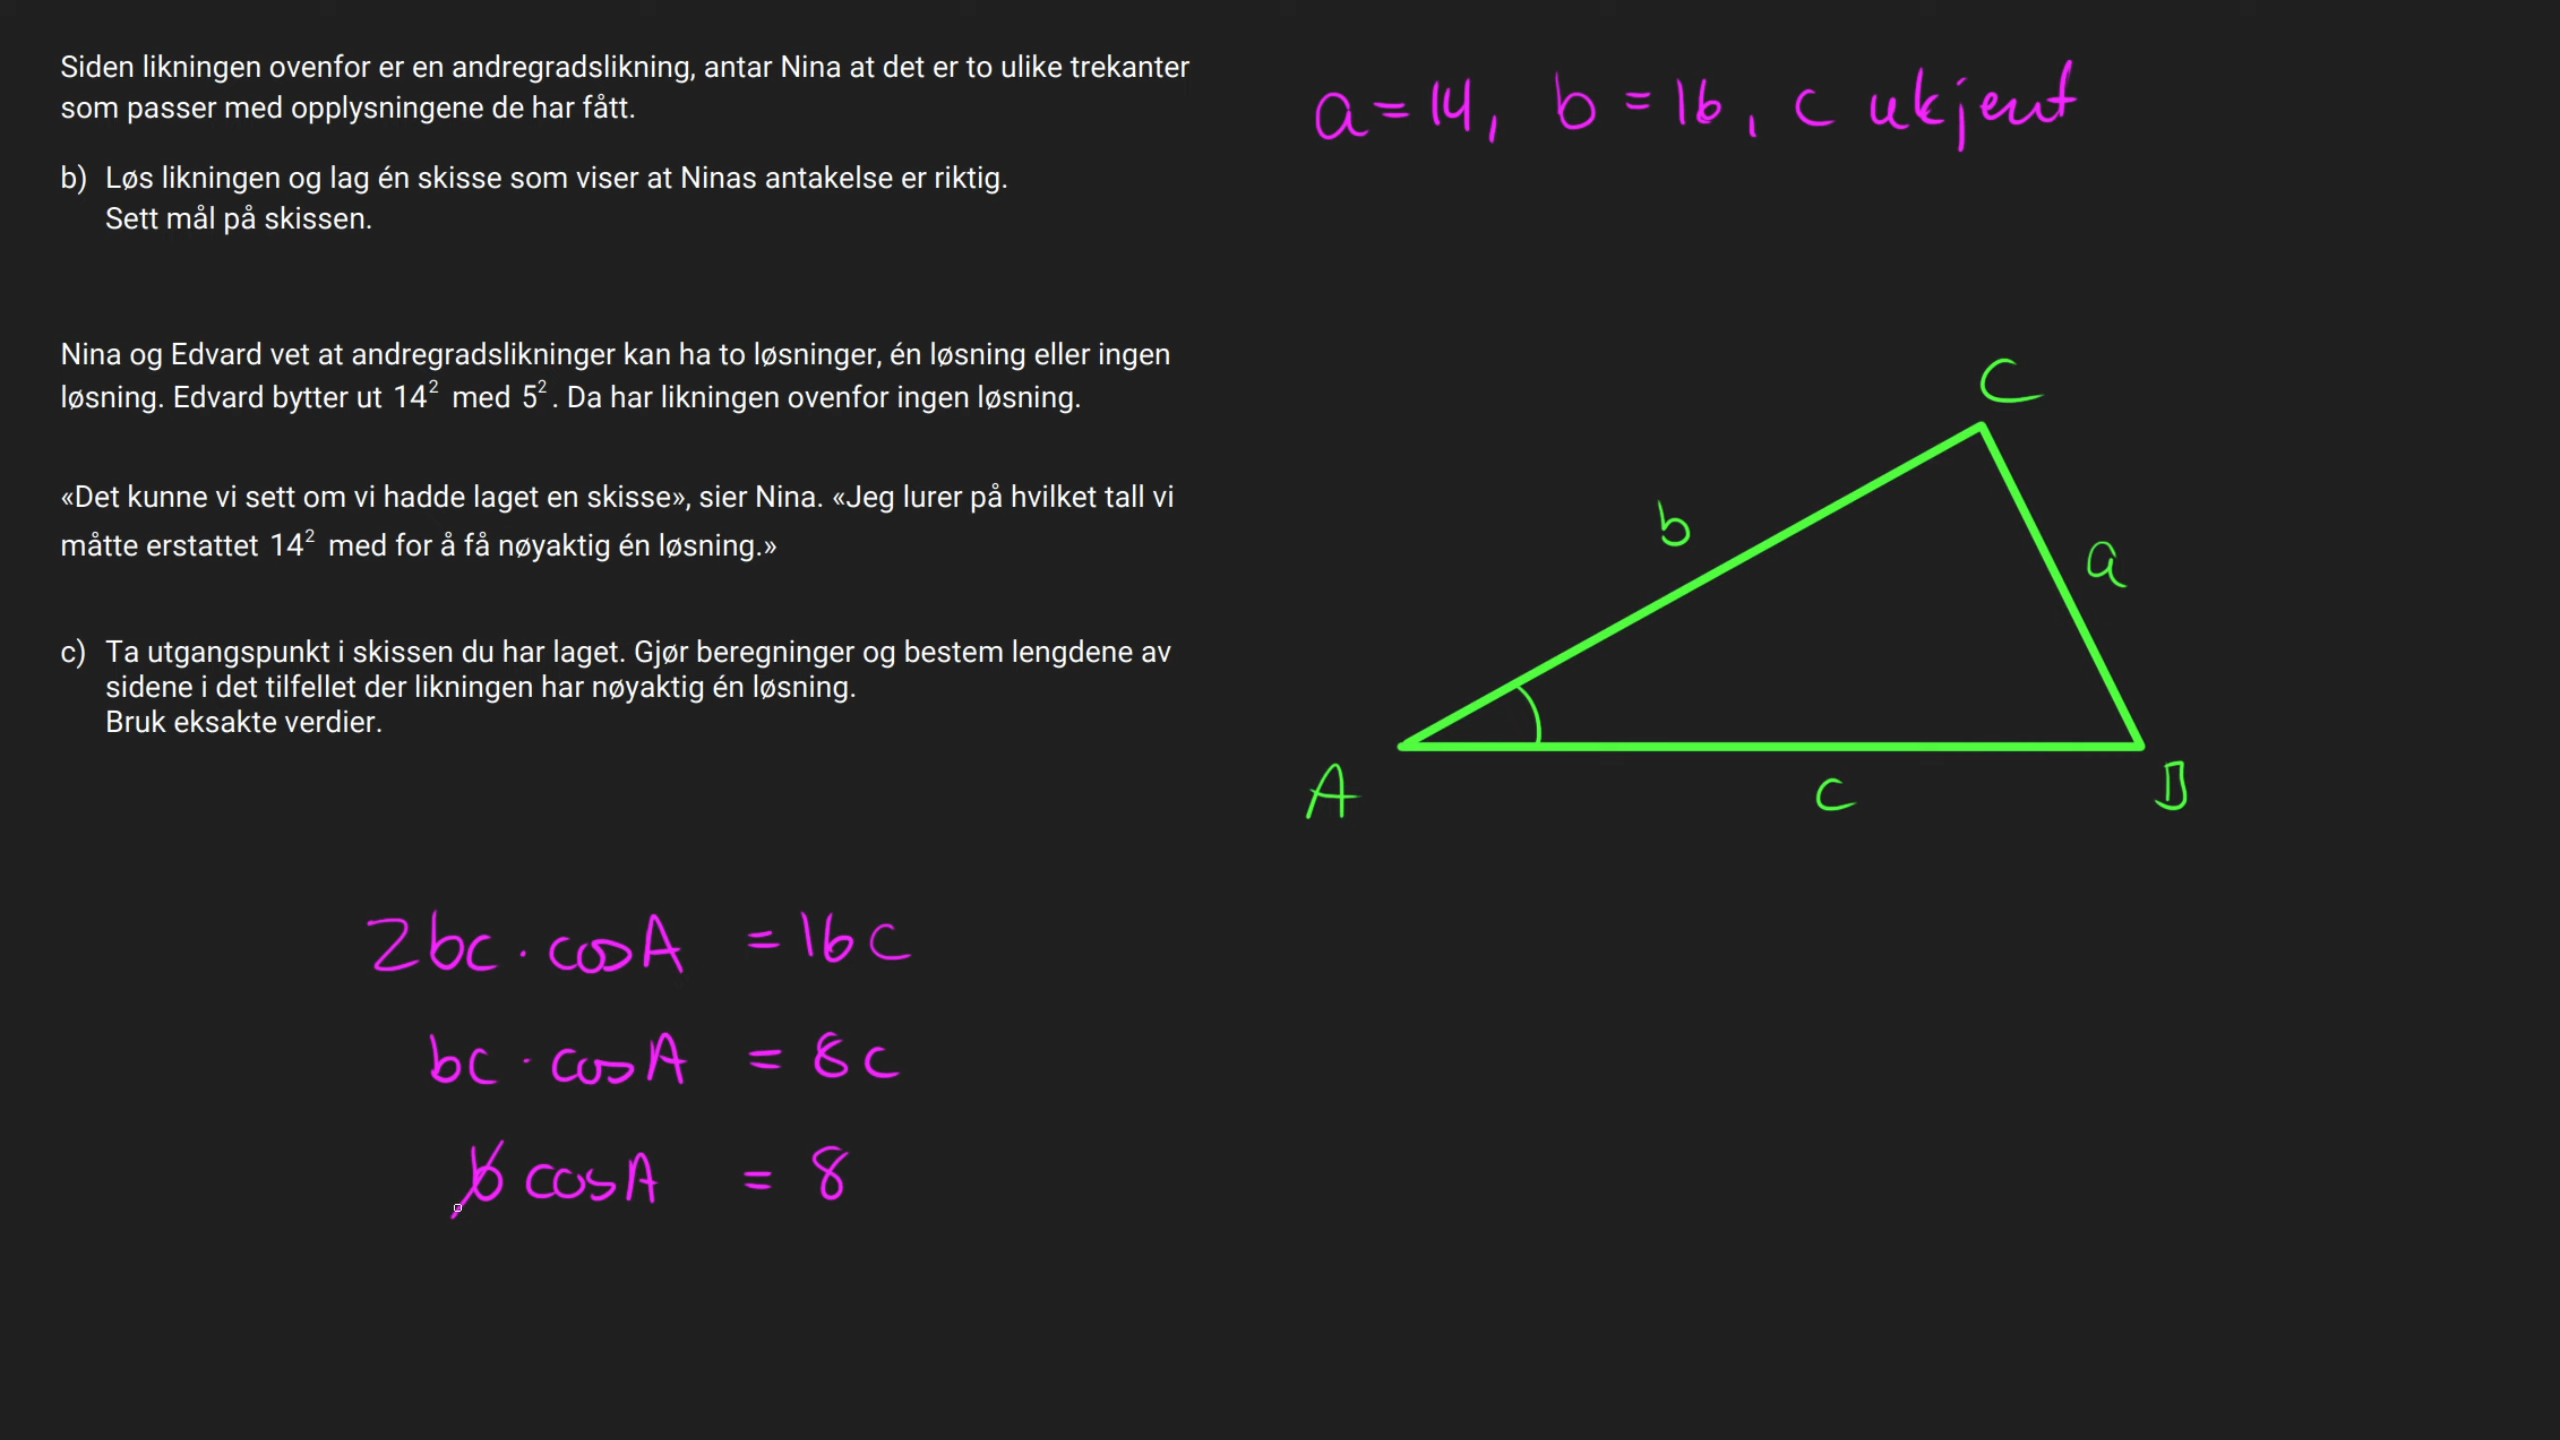 Siden likningen ovenfor er en andregradslikning, antar Nina at det er to ulike trekanter
som passer med opplysningene de har fått.
b) Løs likningen og lag én skisse som viser at Ninas antakelse er riktig.
Sett mål på skissen.
Nina og Edvard vet at andregradslikninger kan ha to løsninger, én løsning eller ingen
løsning. Edvard bytter ut 14² med 5². Da har likningen ovenfor ingen løsning.
«Det kunne vi sett om vi hadde laget en skisse», sier Nina. «Jeg lurer på hvilket tall vi
måtte erstattet 14² med for å få nøyaktig én løsning.»
c) Ta utgangspunkt i skissen du har laget. Gjør beregninger og bestem lengdene av
sidene i det tilfellet der likningen har nøyaktig én løsning.
Bruk eksakte verdier.
2bc · cosA = 16c
bc · cosA = 8c
b cosA = 8
a = 14, b = 16, c ukjent
C
b
a
A
c
B